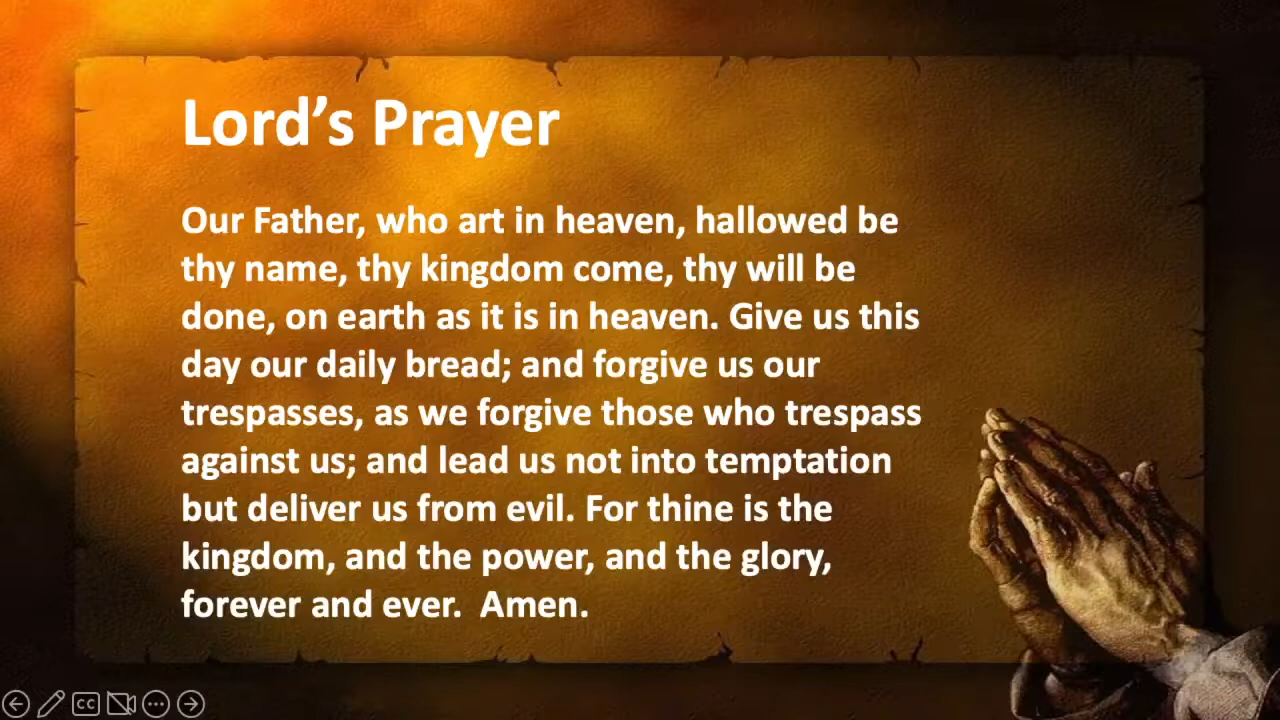 Lord’s Prayer
Our Father, who art in heaven, hallowed be
thy name, thy kingdom come, thy will be
done, on earth as it is in heaven. Give us this
day our daily bread; and forgive us our
trespasses, as we forgive those who trespass
against us; and lead us not into temptation
but deliver us from evil. For thine is the
kingdom, and the power, and the glory,
forever and ever.  Amen.
CC